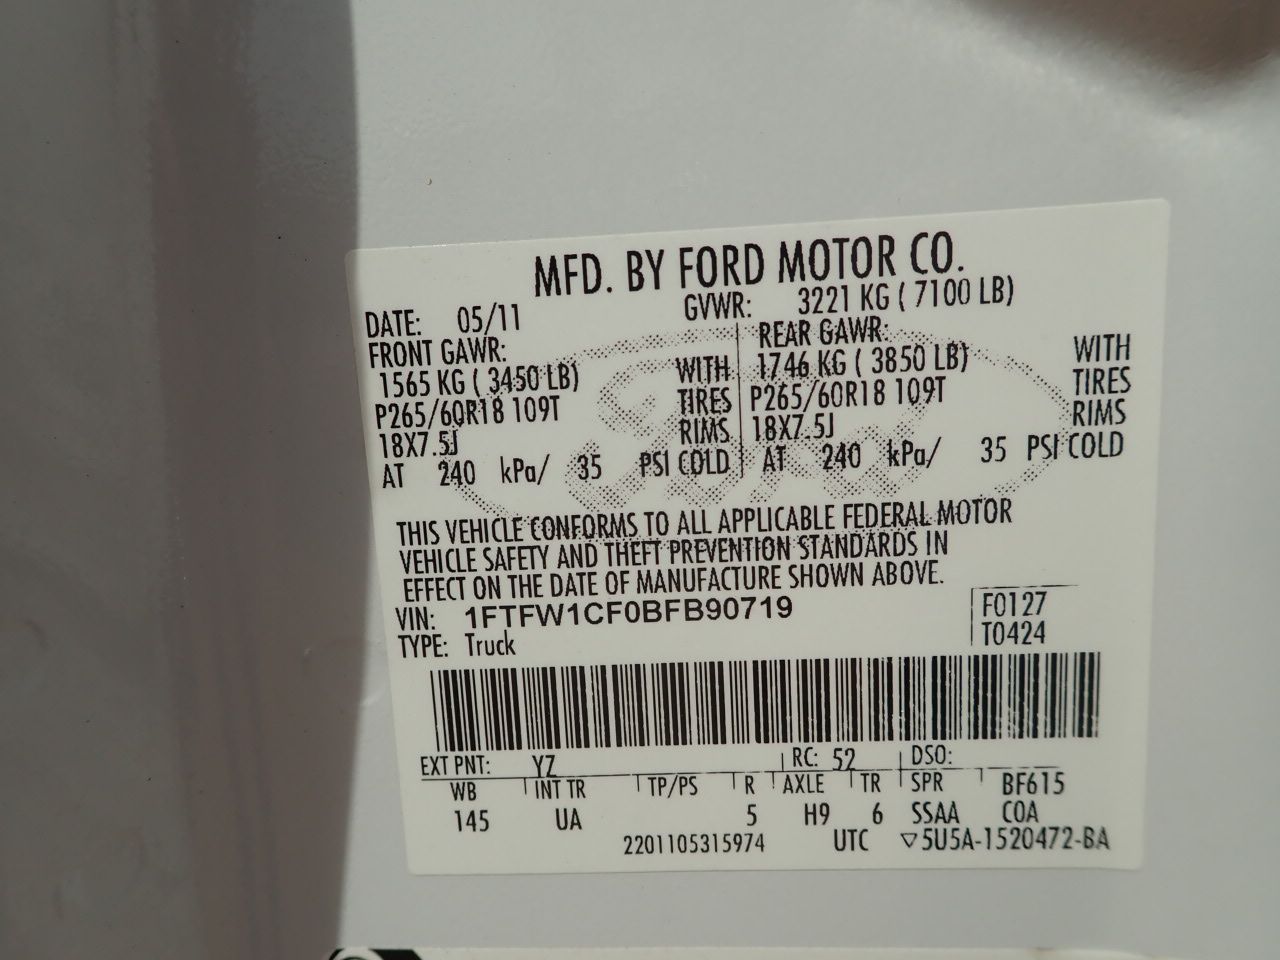 MFD. BY FORD MOTOR CO.
DATE: 05/11 GVWR: 3221 KG ( 7100 LB)
FRONT GAWR: REAR GAWR:
1565 KG ( 3450 LB) WITH 1746 KG ( 3850 LB) WITH
P265/60R18 109T TIRES P265/60R18 109T TIRES
18X7.5J RIMS 18X7.5J RIMS
AT 240 kPa/ 35 PSI COLD AT 240 kPa/ 35 PSI COLD
Ford
THIS VEHICLE CONFORMS TO ALL APPLICABLE FEDERAL MOTOR
VEHICLE SAFETY AND THEFT PREVENTION STANDARDS IN
EFFECT ON THE DATE OF MANUFACTURE SHOWN ABOVE.
VIN: 1FTFW1CF0BFB90719 F0127
TYPE: Truck T0424
EXT PNT: YZ RC: 52 DSO:
WB INT TR TP/PS R AXLE TR SPR BF615
145 UA 5 H9 6 SSAA COA
2201105315974 UTC ▽5U5A-1520472-BA